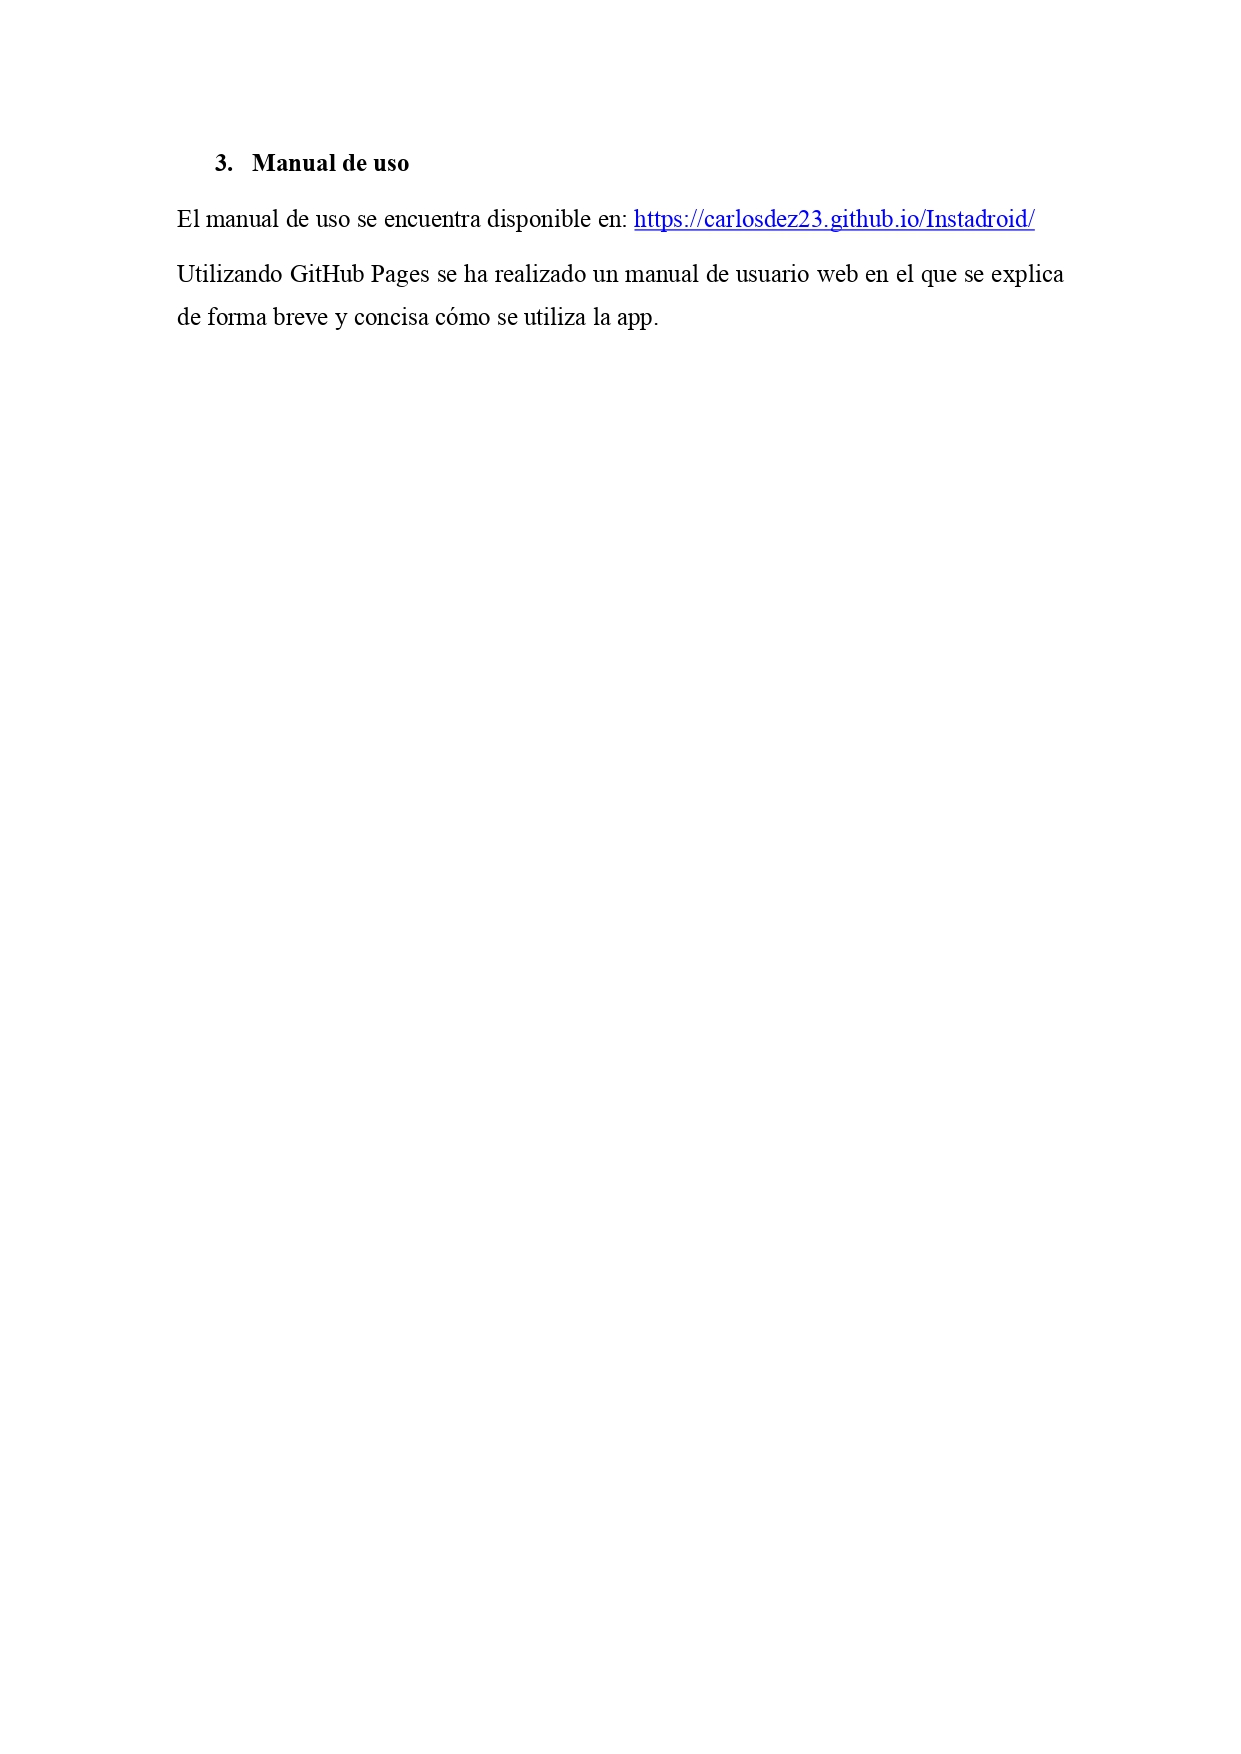 3. Manual de uso
El manual de uso se encuentra disponible en: https://carlosdez23.github.io/Instadroid/
Utilizando GitHub Pages se ha realizado un manual de usuario web en el que se explica
de forma breve y concisa cómo se utiliza la app.